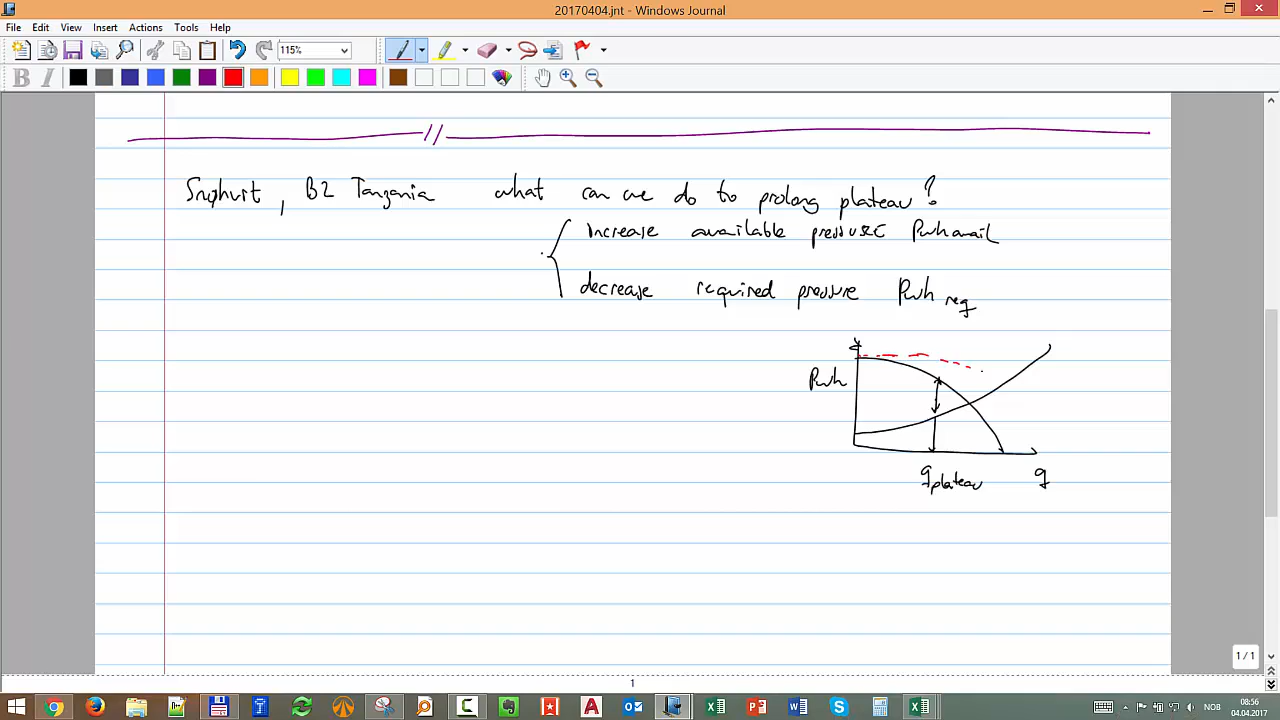 20170404.jnt - Windows Journal
File Edit View Insert Actions Tools Help
115%
B I
Snøhvit, B2 Tanzania what can we do to prolong plateau?
increase available pressure Pwh avail
decrease required pressure Pwh req
Pwh
qplateau q
1/1
1
NOB 08:56
04.04.2017